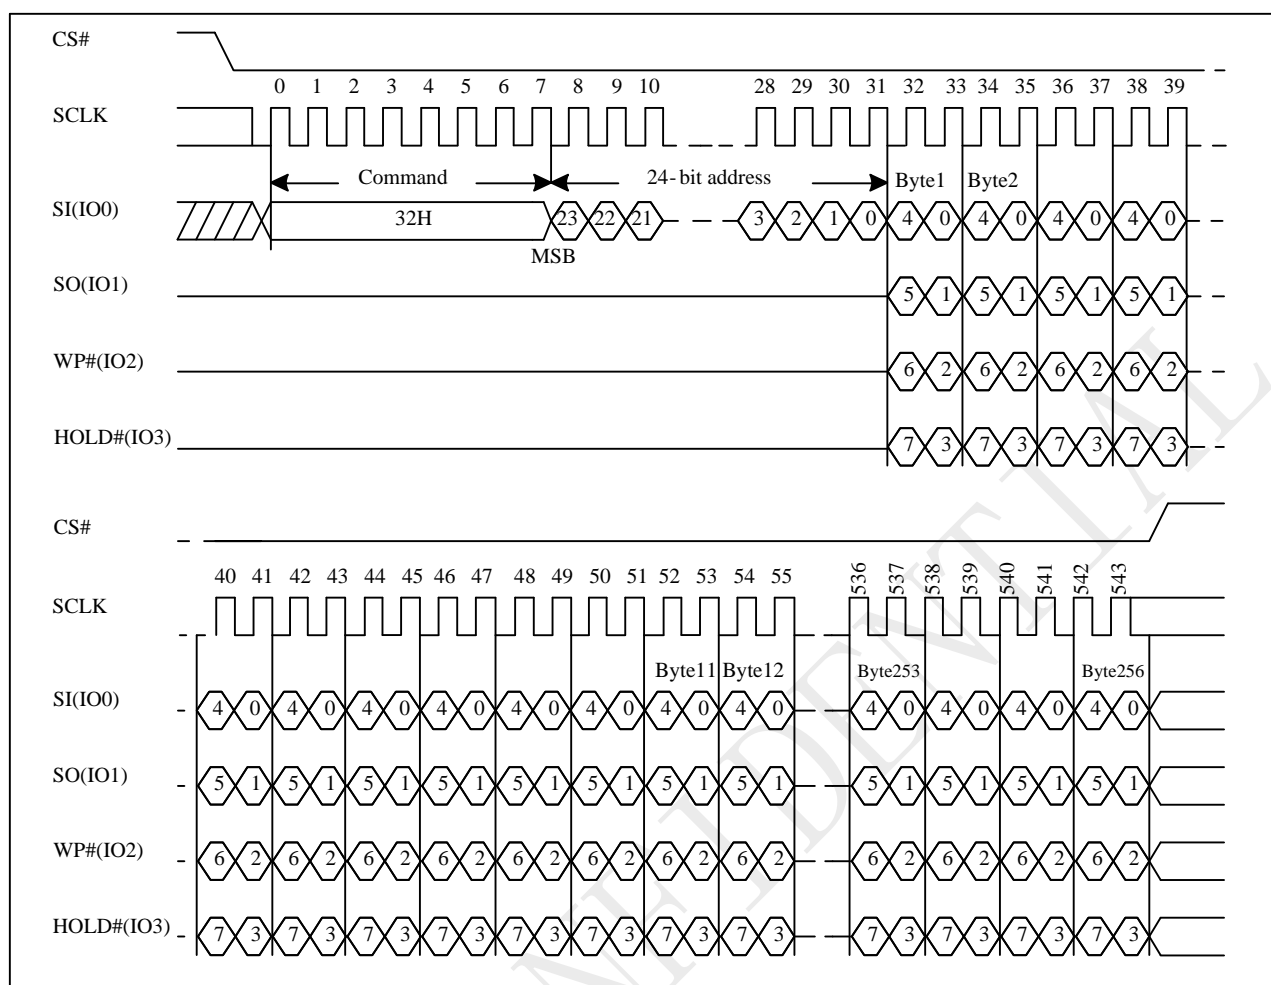 CS#
0 1 2 3 4 5 6 7 8 9 10 28 29 30 31 32 33 34 35 36 37 38 39
SCLK
Command 24-bit address Byte1 Byte2
SI(IO0) 32H 23 22 21 3 2 1 0 4 0 4 0 4 0 4 0
MSB
SO(IO1) 5 1 5 1 5 1 5 1
WP#(IO2) 6 2 6 2 6 2 6 2
HOLD#(IO3) 7 3 7 3 7 3 7 3
CS#
40 41 42 43 44 45 46 47 48 49 50 51 52 53 54 55 536 537 538 539 540 541 542 543
SCLK
Byte11 Byte12 Byte253 Byte256
SI(IO0) 4 0 4 0 4 0 4 0 4 0 4 0 4 0 4 0 4 0 4 0 4 0 4 0
SO(IO1) 5 1 5 1 5 1 5 1 5 1 5 1 5 1 5 1 5 1 5 1 5 1 5 1
WP#(IO2) 6 2 6 2 6 2 6 2 6 2 6 2 6 2 6 2 6 2 6 2 6 2 6 2
HOLD#(IO3) 7 3 7 3 7 3 7 3 7 3 7 3 7 3 7 3 7 3 7 3 7 3 7 3
NFIDENTIAL